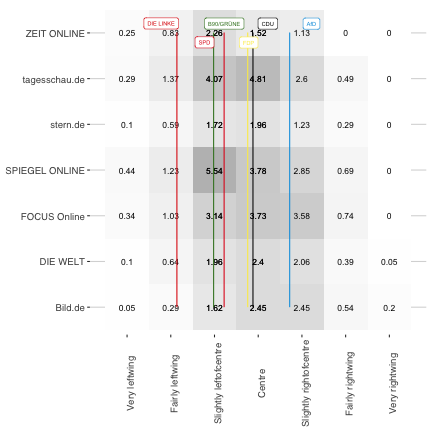 DIE LINKE B90/GRÜNE CDU AfD
SPD FDP
ZEIT ONLINE 0.25 0.83 2.26 1.52 1.13 0 0
tagesschau.de 0.29 1.37 4.07 4.81 2.6 0.49 0
stern.de 0.1 0.59 1.72 1.96 1.23 0.29 0
SPIEGEL ONLINE 0.44 1.23 5.54 3.78 2.85 0.69 0
FOCUS Online 0.34 1.03 3.14 3.73 3.58 0.74 0
DIE WELT 0.1 0.64 1.96 2.4 2.06 0.39 0.05
Bild.de 0.05 0.29 1.62 2.45 2.45 0.54 0.2
Very leftwing
Fairly leftwing
Slightly leftofcentre
Centre
Slightly rightofcentre
Fairly rightwing
Very rightwing